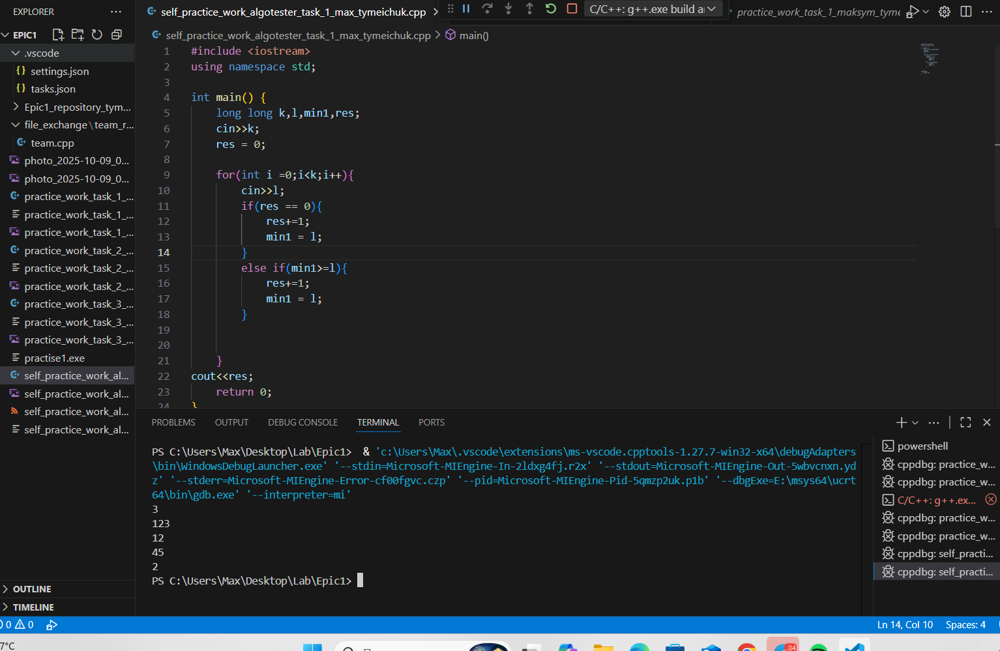 EXPLORER
self_practice_work_algotester_task_1_max_tymeichuk.cpp
C/C++: g++.exe build a
practice_work_task_1_maksym_tyme
EPIC1
self_practice_work_algotester_task_1_max_tymeichuk.cpp > main()
.vscode
settings.json
tasks.json
Epic1_repository_tym...
file_exchange\team_r...
team.cpp
photo_2025-10-09_0...
photo_2025-10-09_0...
practice_work_task_1_...
practice_work_task_1_...
practice_work_task_1_...
practice_work_task_2_...
practice_work_task_2_...
practice_work_task_2_...
practice_work_task_3_...
practice_work_task_3_...
practice_work_task_3_...
practise1.exe
self_practice_work_al...
self_practice_work_al...
self_practice_work_al...
self_practice_work_al...
OUTLINE
TIMELINE
1 #include <iostream>
2 using namespace std;
3
4 int main() {
5 long long k,l,min1,res;
6 cin>>k;
7 res = 0;
8
9 for(int i =0;i<k;i++){
10 cin>>l;
11 if(res == 0){
12 res+=1;
13 min1 = l;
14 }
15 else if(min1>=l){
16 res+=1;
17 min1 = l;
18 }
19
20
21 }
22 cout<<res;
23 return 0;
24 }
PROBLEMS OUTPUT DEBUG CONSOLE TERMINAL PORTS
PS C:\Users\Max\Desktop\Lab\Epic1> & 'c:\Users\Max\.vscode\extensions\ms-vscode.cpptools-1.27.7-win32-x64\debugAdapters
\bin\WindowsDebugLauncher.exe' '--stdin=Microsoft-MIEngine-In-2ldxg4fj.r2x' '--stdout=Microsoft-MIEngine-Out-5wbvcnxn.yd
z' '--stderr=Microsoft-MIEngine-Error-cf00fgvc.czp' '--pid=Microsoft-MIEngine-Pid-5qmzp2uk.p1b' '--dbgExe=E:\msys64\ucrt
64\bin\gdb.exe' '--interpreter=mi'
3
123
12
45
2
PS C:\Users\Max\Desktop\Lab\Epic1>
powershell
cppdbg: practice_w...
cppdbg: practice_w...
C/C++: g++.ex...
cppdbg: practice_w...
cppdbg: practice_w...
cppdbg: self_practi...
cppdbg: self_practi...
0 0
Ln 14, Col 10 Spaces: 4
7°C
04